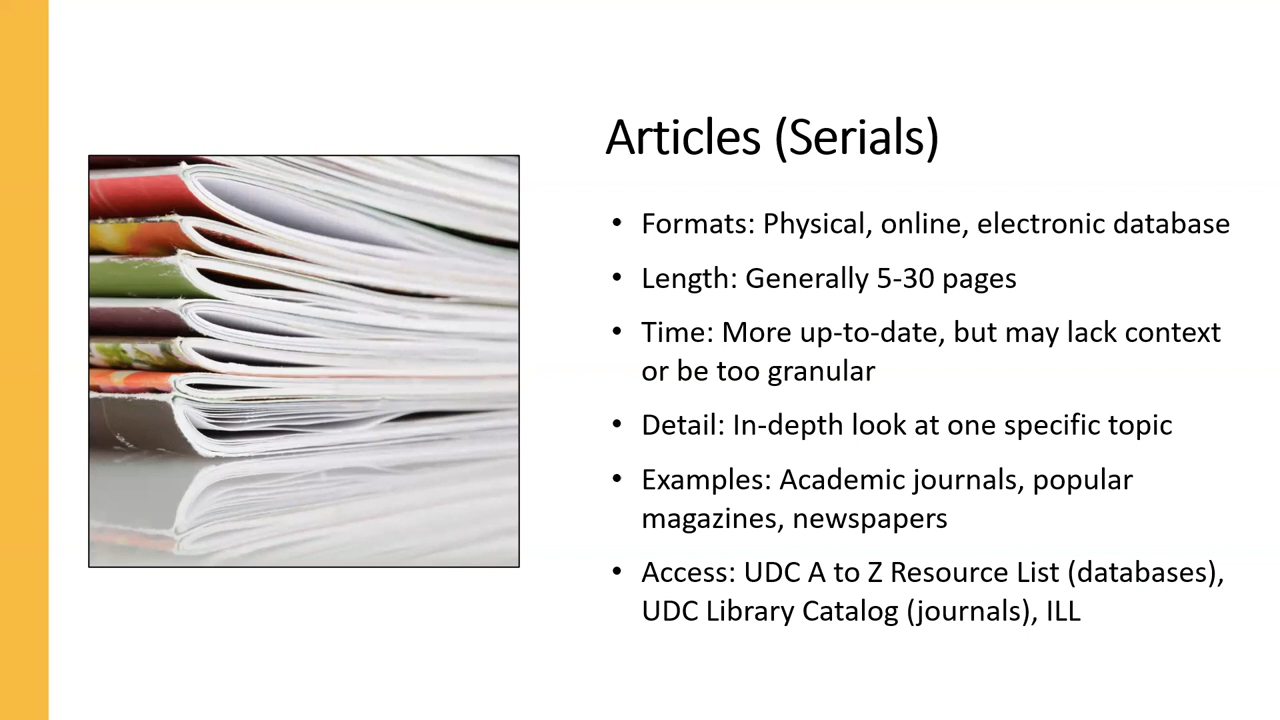 Articles (Serials)
• Formats: Physical, online, electronic database
• Length: Generally 5-30 pages
• Time: More up-to-date, but may lack context
or be too granular
• Detail: In-depth look at one specific topic
• Examples: Academic journals, popular
magazines, newspapers
• Access: UDC A to Z Resource List (databases),
UDC Library Catalog (journals), ILL